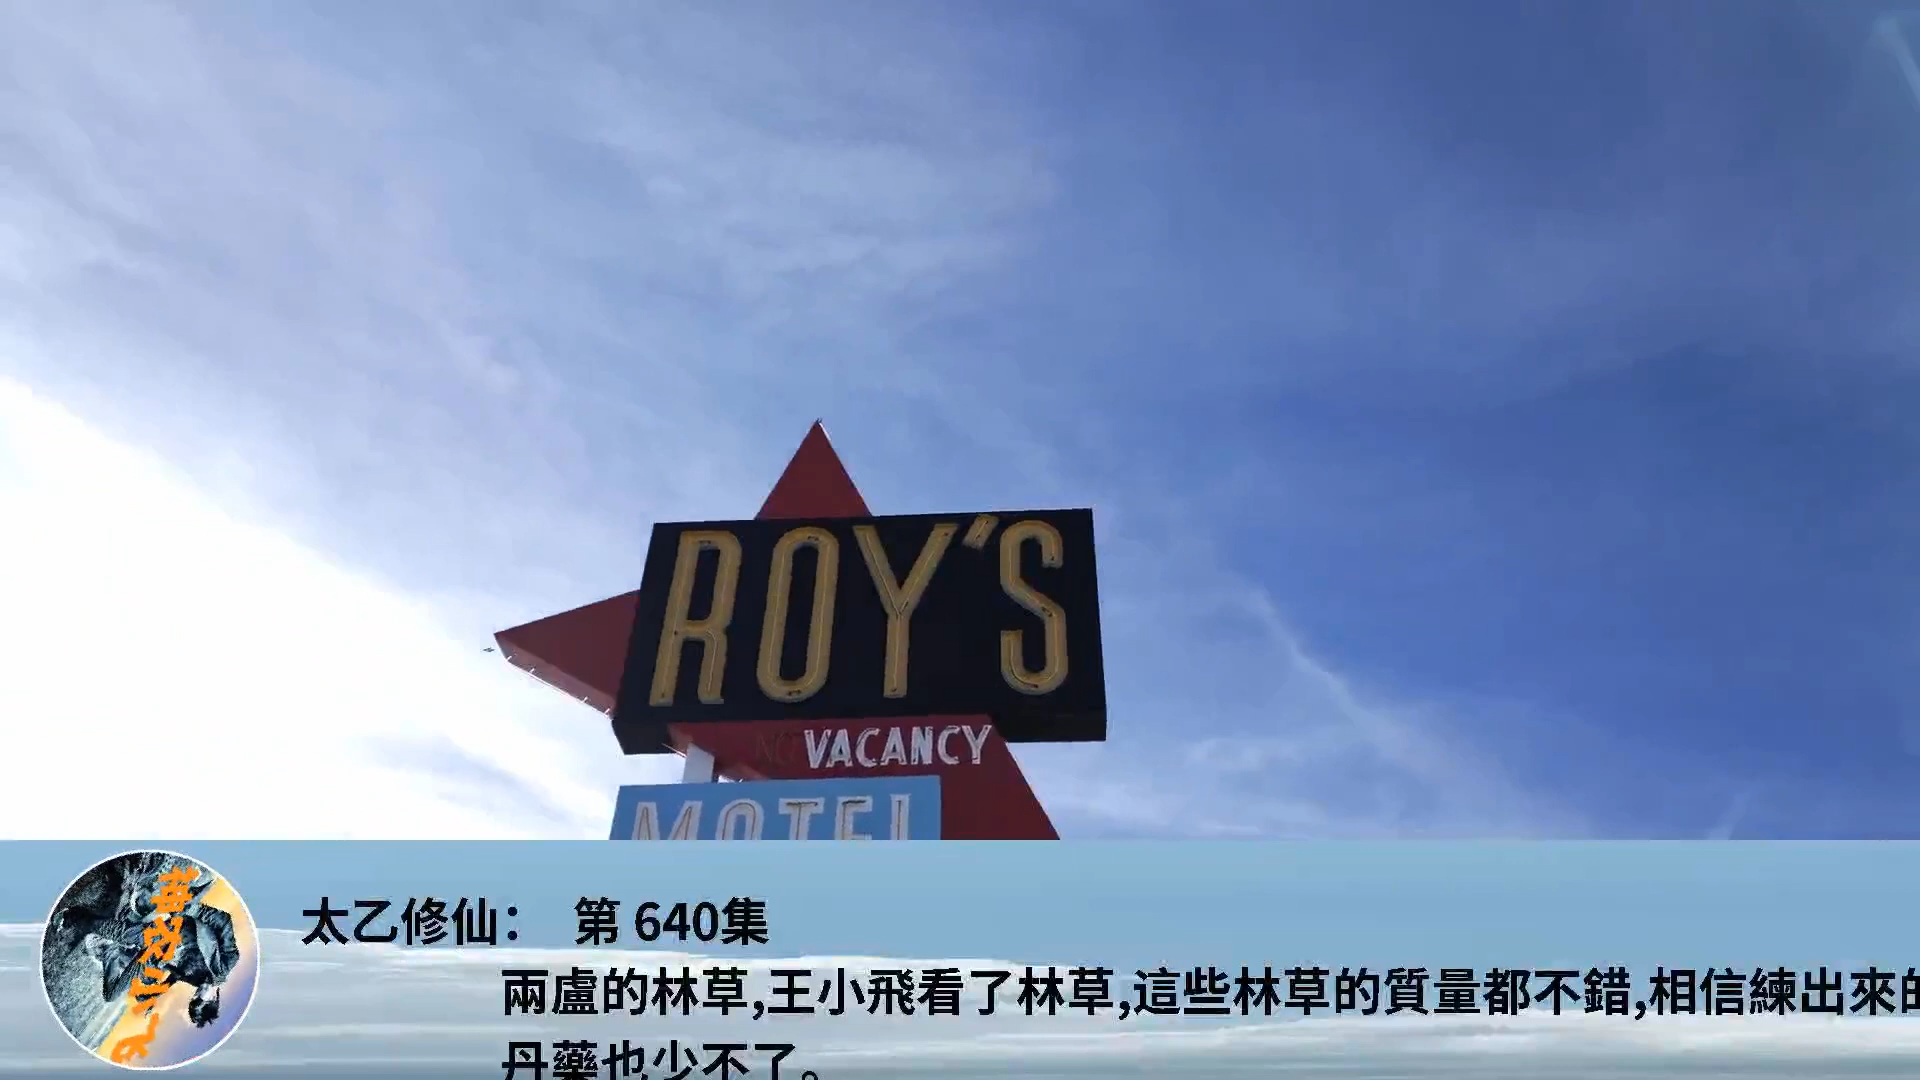 ROY'S
NO VACANCY
MOTEL
太乙修仙： 第 640集
兩盧的林草,王小飛看了林草,這些林草的質量都不錯,相信練出來的
丹藥也少不了。